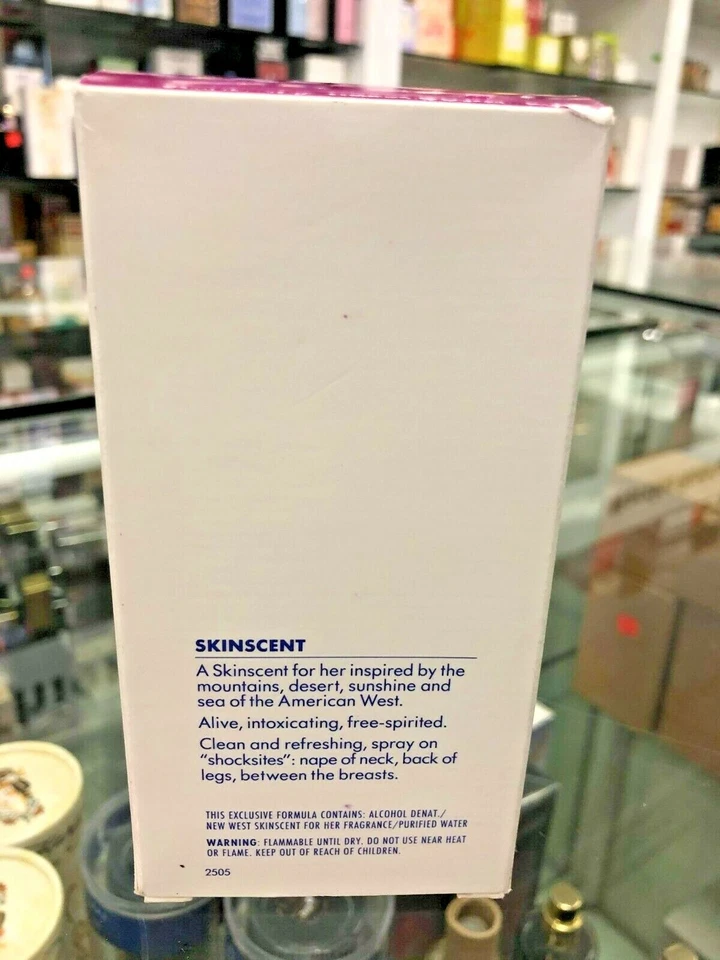 SKINSCENT
A Skinscent for her inspired by the
mountains, desert, sunshine and
sea of the American West.
Alive, intoxicating, free-spirited.
Clean and refreshing, spray on
"shocksites": nape of neck, back of
legs, between the breasts.
THIS EXCLUSIVE FORMULA CONTAINS: ALCOHOL DENAT./
NEW WEST SKINSCENT FOR HER FRAGRANCE/PURIFIED WATER
WARNING: FLAMMABLE UNTIL DRY. DO NOT USE NEAR HEAT
OR FLAME. KEEP OUT OF REACH OF CHILDREN.
2505